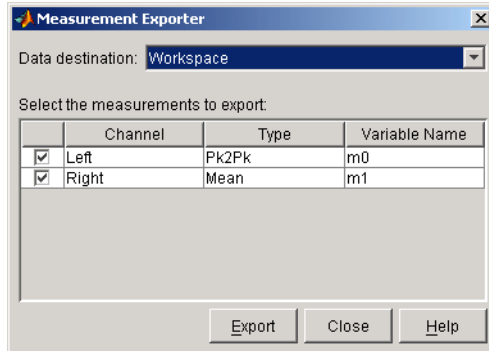 Measurement Exporter
Data destination: Workspace
Select the measurements to export:
Channel Type Variable Name
Left Pk2Pk m0
Right Mean m1
Export Close Help